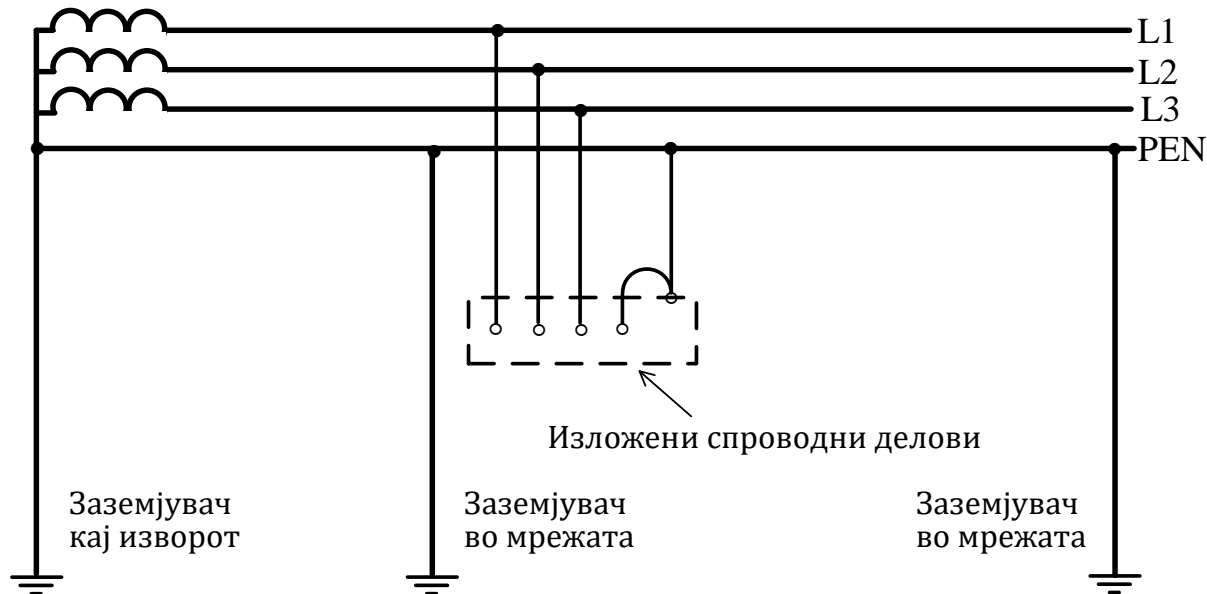 L1
L2
L3
PEN
Изложени спроводни делови
Заземјувач
кај изворот
Заземјувач
во мрежата
Заземјувач
во мрежата